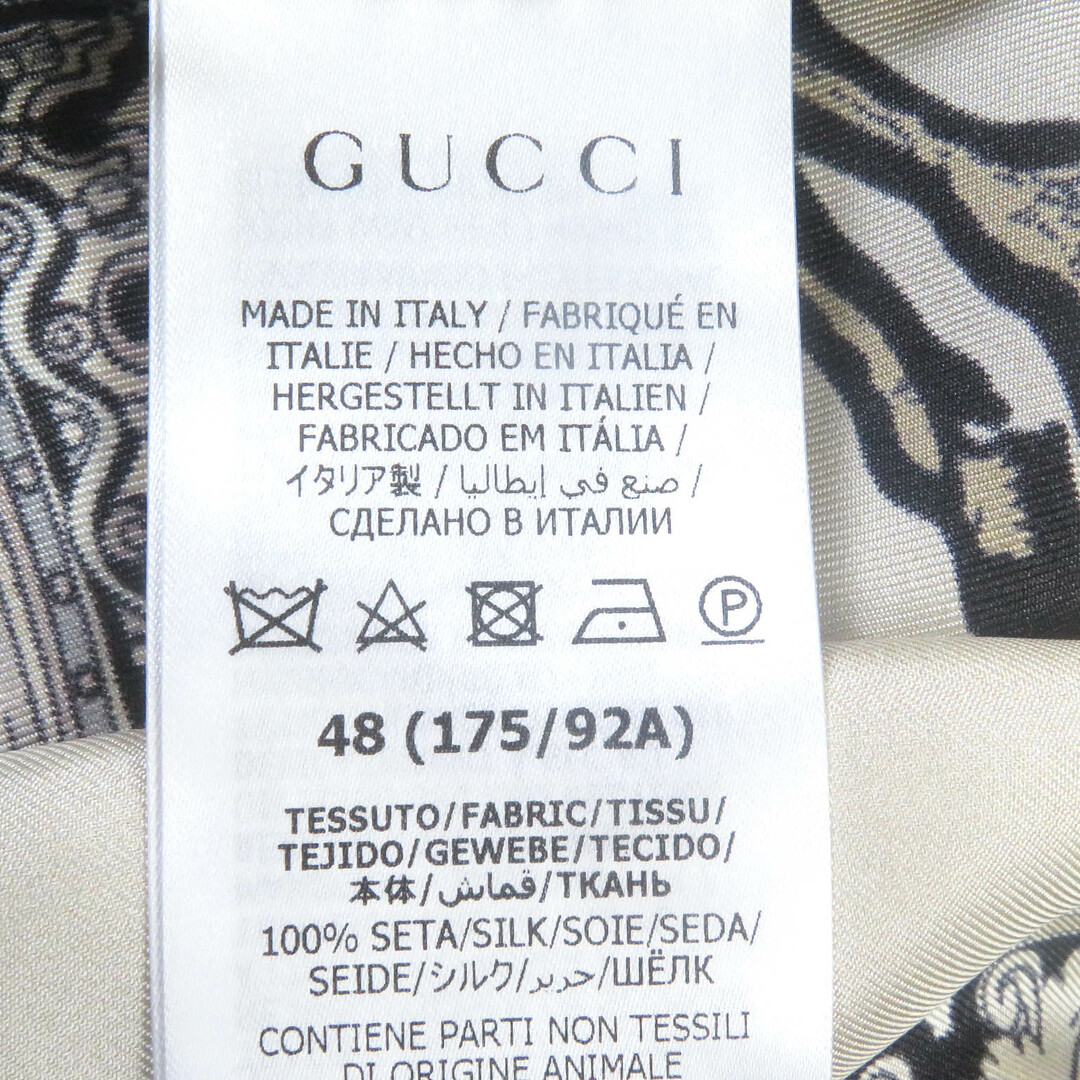 GUCCI
MADE IN ITALY / FABRIQUÉ EN
ITALIE / HECHO EN ITALIA /
HERGESTELLT IN ITALIEN /
FABRICADO EM ITÁLIA /
イタリア製 / صنع في إيطاليا /
СДЕЛАНО В ИТАЛИИ
P
48 (175/92A)
TESSUTO/FABRIC/TISSU/
TEJIDO/GEWEBE/TECIDO/
本体/قماش/ТКАНЬ
100% SETA/SILK/SOIE/SEDA/
SEIDE/シルク/حرير/ШЁЛК
CONTIENE PARTI NON TESSILI
DI ORIGINE ANIMALE